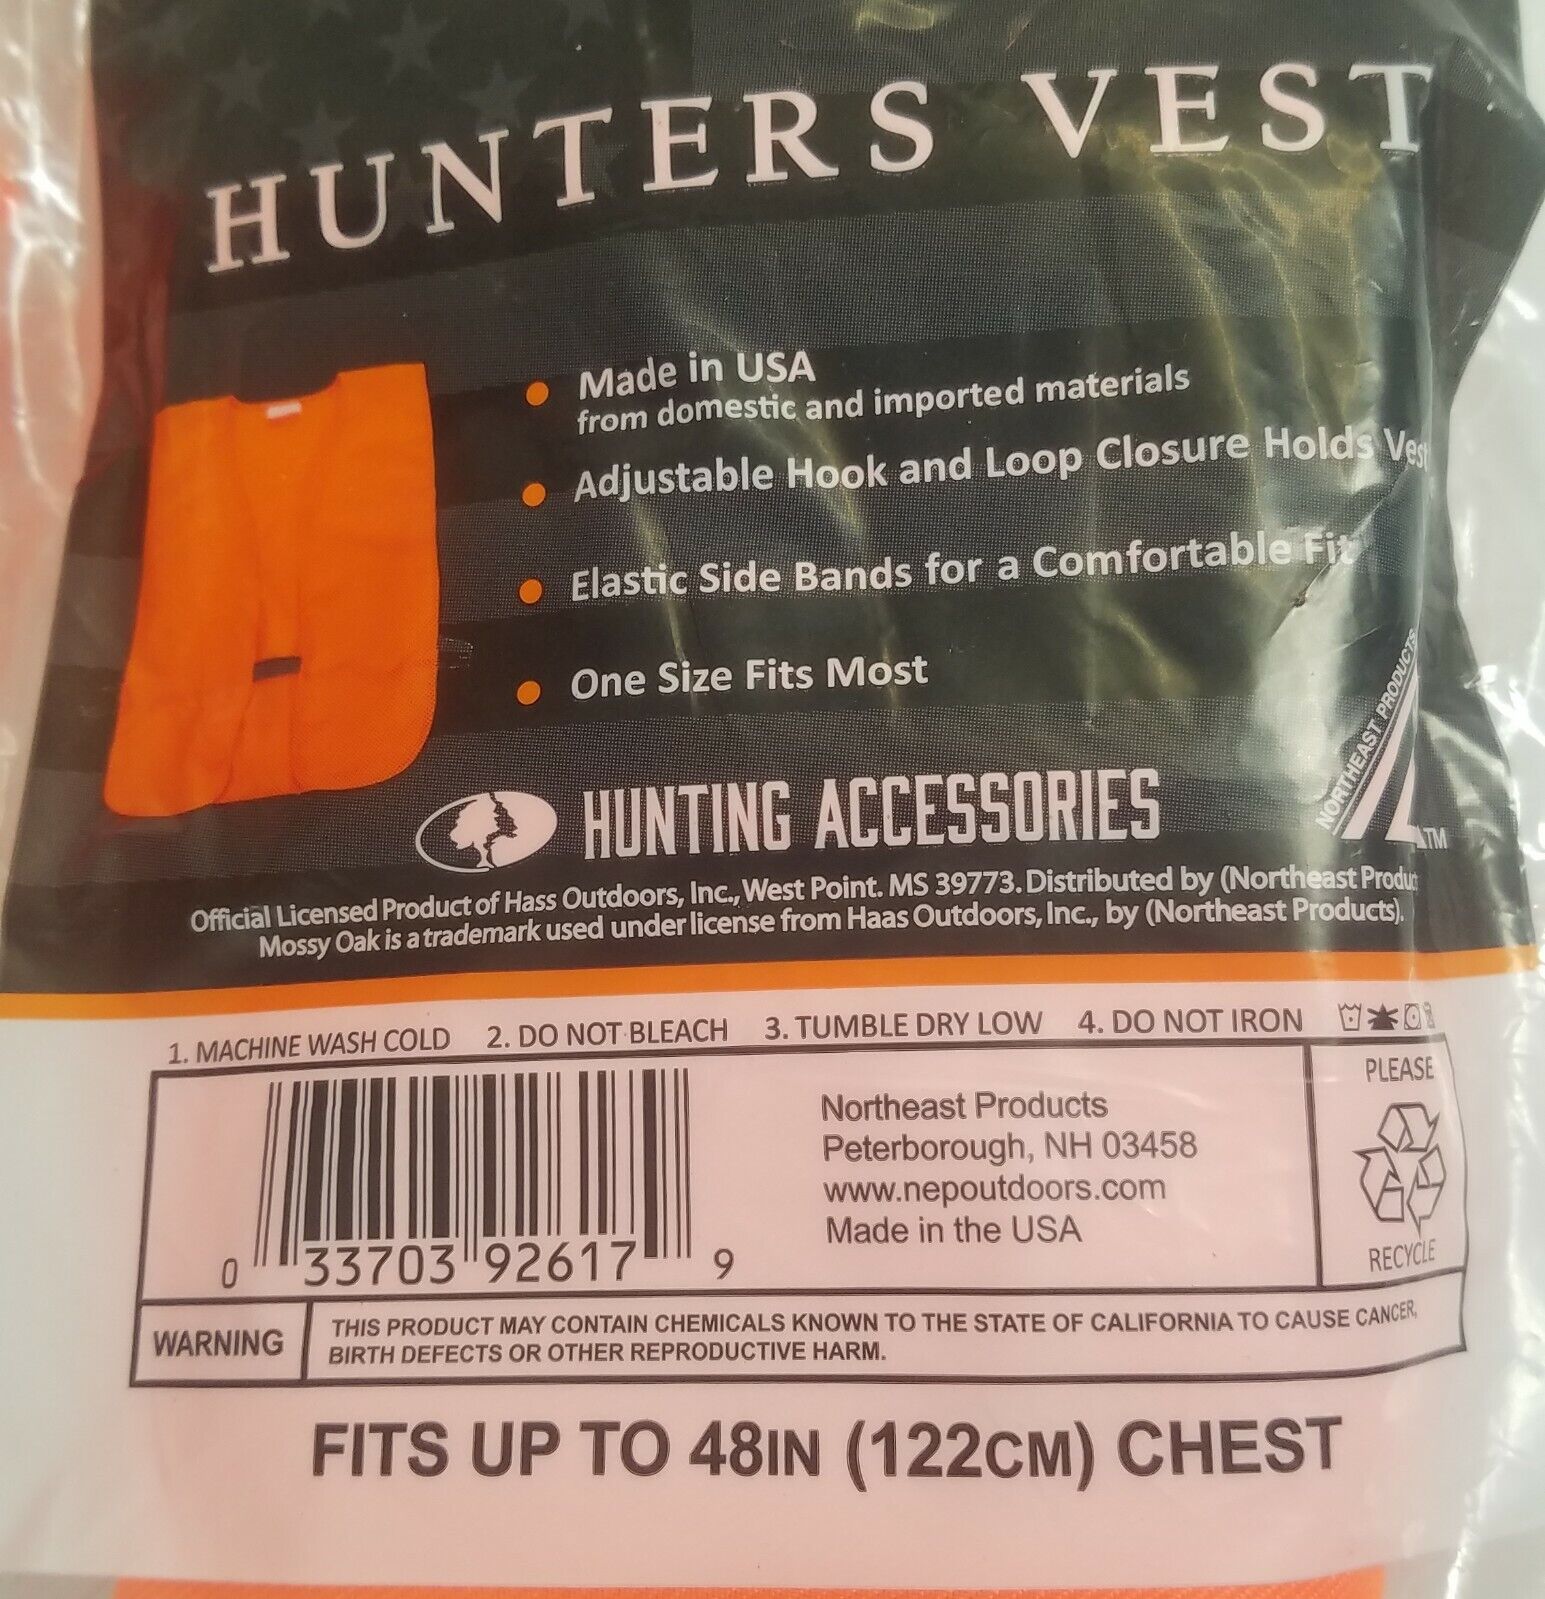 HUNTERS VEST
Made in USA
from domestic and imported materials
Adjustable Hook and Loop Closure Holds Vest
Elastic Side Bands for a Comfortable Fit
One Size Fits Most
NORTHEAST PRODUCTS
TM
HUNTING ACCESSORIES
Official Licensed Product of Hass Outdoors, Inc., West Point. MS 39773. Distributed by (Northeast Produc
Mossy Oak is a trademark used under license from Haas Outdoors, Inc., by (Northeast Products).
1. MACHINE WASH COLD 2. DO NOT BLEACH 3. TUMBLE DRY LOW 4. DO NOT IRON
0 33703 92617 9
Northeast Products
Peterborough, NH 03458
www.nepoutdoors.com
Made in the USA
PLEASE
RECYCLE
WARNING
THIS PRODUCT MAY CONTAIN CHEMICALS KNOWN TO THE STATE OF CALIFORNIA TO CAUSE CANCER,
BIRTH DEFECTS OR OTHER REPRODUCTIVE HARM.
FITS UP TO 48IN (122CM) CHEST